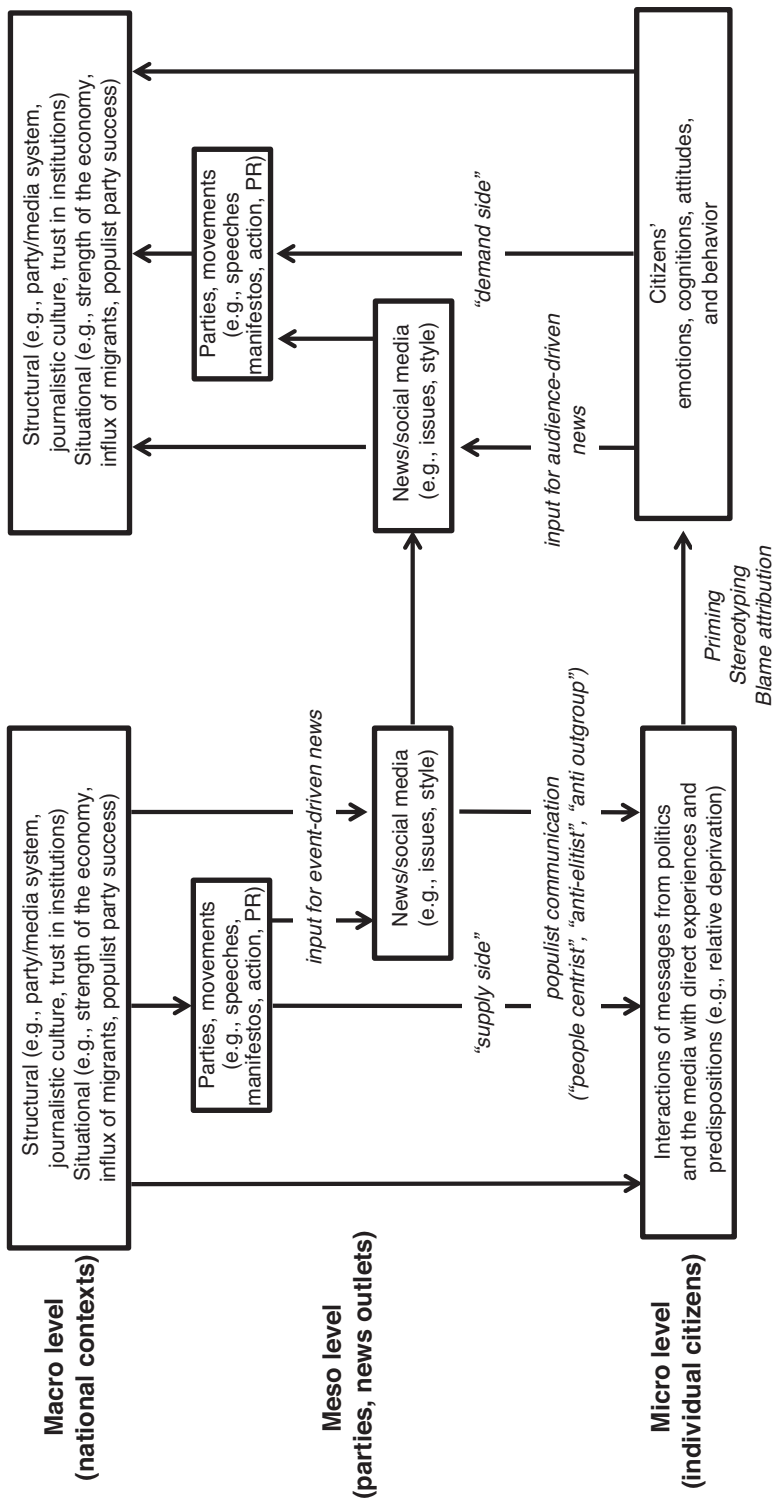 Macro level
(national contexts)
Meso level
(parties, news outlets)
Micro level
(individual citizens)
Structural (e.g., party/media system,
journalistic culture, trust in institutions)
Situational (e.g., strength of the economy,
influx of migrants, populist party success)
Parties, movements
(e.g., speeches,
manifestos, action, PR)
input for event-driven news
News/social media
(e.g., issues, style)
“supply side”
populist communication
(“people centrist”, “anti-elitist”, “anti outgroup”)
Interactions of messages from politics
and the media with direct experiences and
predispositions (e.g., relative deprivation)
Priming
Stereotyping
Blame attribution
Structural (e.g., party/media system,
journalistic culture, trust in institutions)
Situational (e.g., strength of the economy,
influx of migrants, populist party success)
Parties, movements
(e.g., speeches
manifestos, action, PR)
News/social media
(e.g., issues, style)
“demand side”
input for audience-driven
news
Citizens’
emotions, cognitions, attitudes,
and behavior